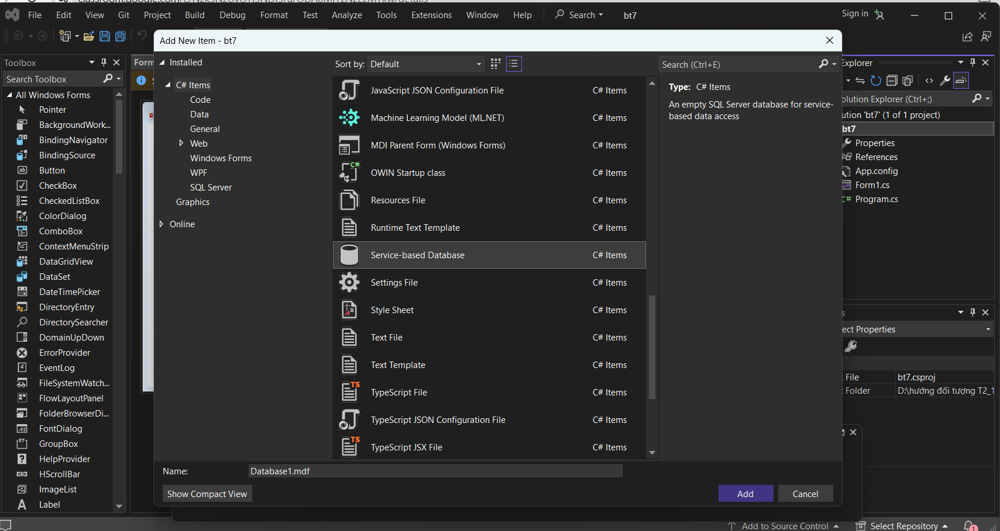 File Edit View Git Project Build Debug Format Test Analyze Tools Extensions Window Help Search bt7 Sign in
Add New Item - bt7
Toolbox
Search Toolbox
All Windows Forms
Pointer
BackgroundWork...
BindingNavigator
BindingSource
Button
CheckBox
CheckedListBox
ColorDialog
ComboBox
ContextMenuStrip
DataGridView
DataSet
DateTimePicker
DirectoryEntry
DirectorySearcher
DomainUpDown
ErrorProvider
EventLog
FileSystemWatch...
FlowLayoutPanel
FolderBrowserDi...
FontDialog
GroupBox
HelpProvider
HScrollBar
ImageList
Label
Form
Installed
C# Items
Code
Data
General
Web
Windows Forms
WPF
SQL Server
Graphics
Online
Sort by: Default
JavaScript JSON Configuration File C# Items
Machine Learning Model (ML.NET) C# Items
MDI Parent Form (Windows Forms) C# Items
OWIN Startup class C# Items
Resources File C# Items
Runtime Text Template C# Items
Service-based Database C# Items
Settings File C# Items
Style Sheet C# Items
Text File C# Items
Text Template C# Items
TypeScript File C# Items
TypeScript JSON Configuration File C# Items
TypeScript JSX File C# Items
Search (Ctrl+E)
Type: C# Items
An empty SQL Server database for service-
based data access
Name: Database1.mdf
Show Compact View
Add
Cancel
Explorer
olution Explorer (Ctrl+;)
ution 'bt7' (1 of 1 project)
bt7
Properties
References
App.config
Form1.cs
C# Program.cs
s
ect Properties
t File bt7.csproj
t Folder D:\hướng đối tượng T2_1
Add to Source Control Select Repository 1